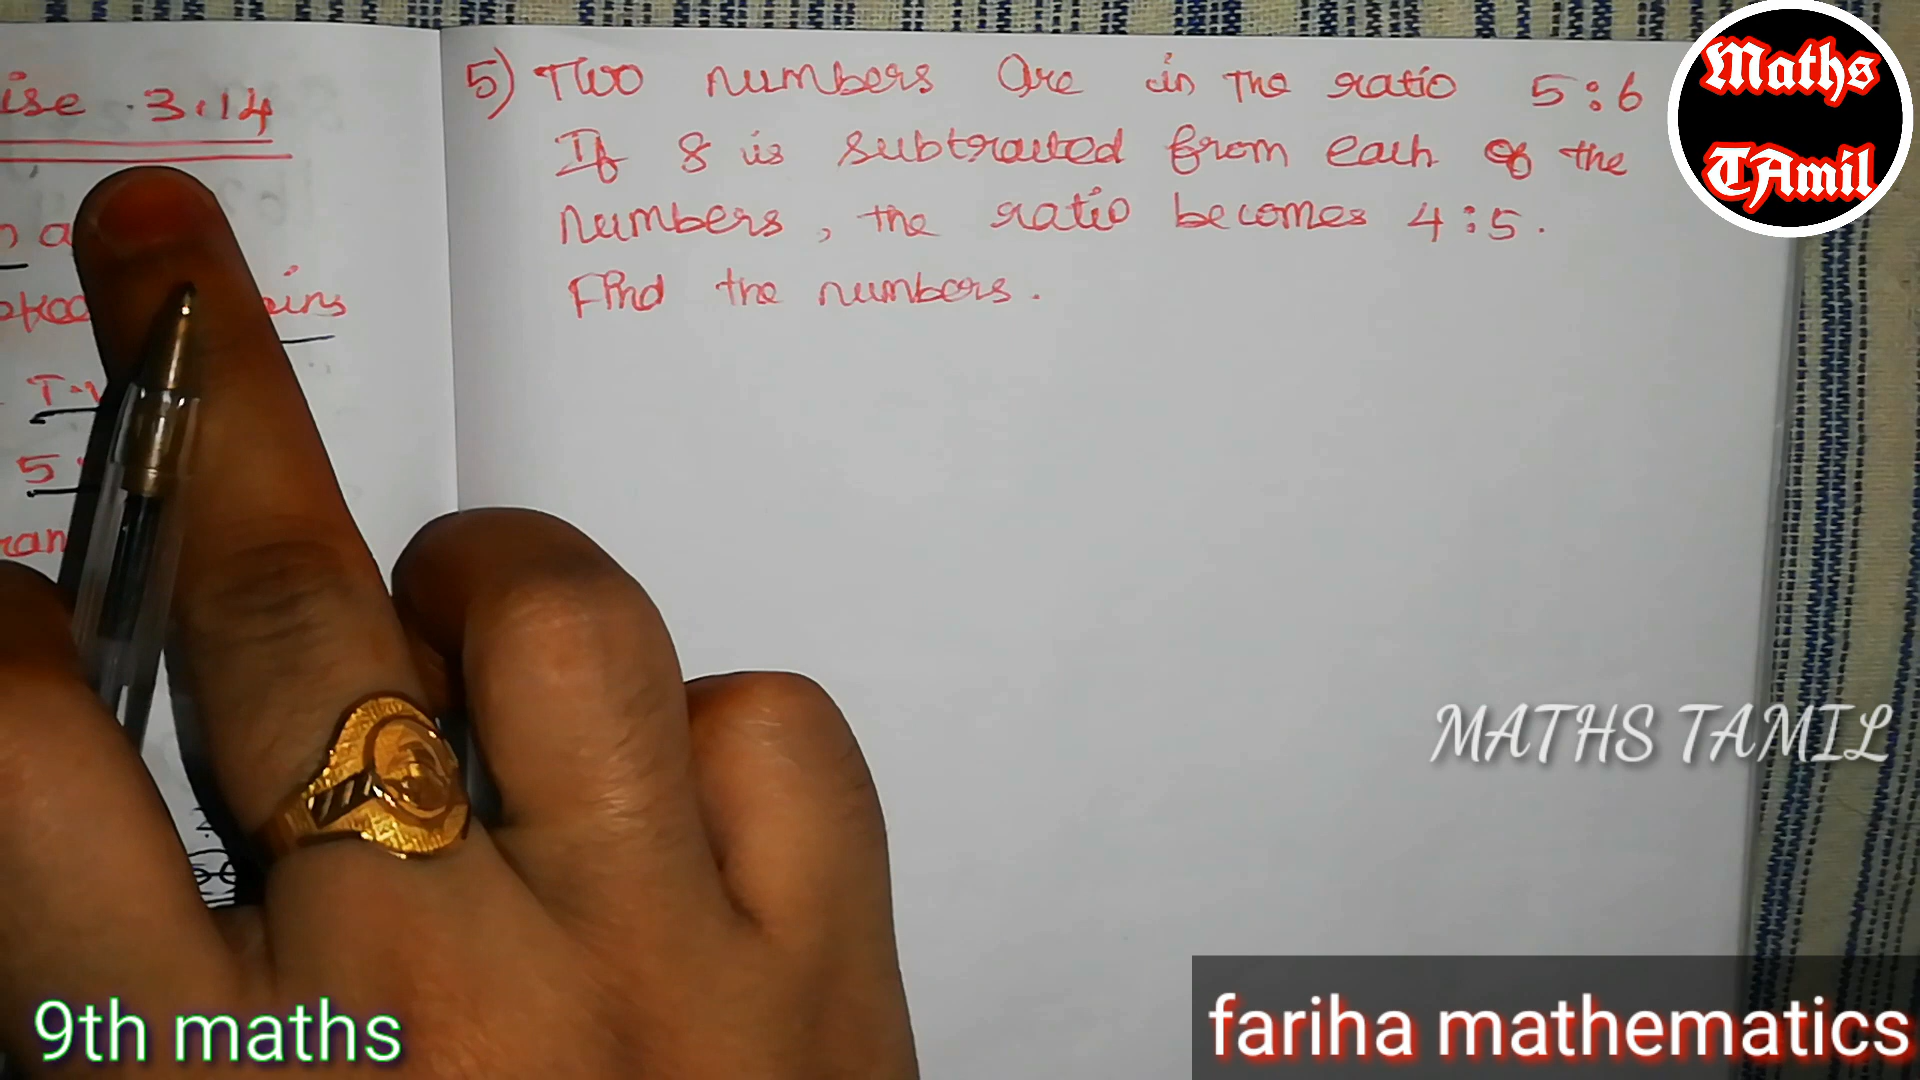 ise 3.14
5) Two numbers are in the ratio 5:6
If 8 is subtracted from each of the
numbers, the ratio becomes 4:5.
Find the numbers.
Maths
TAmil
MATHS TAMIL
9th maths
fariha mathematics